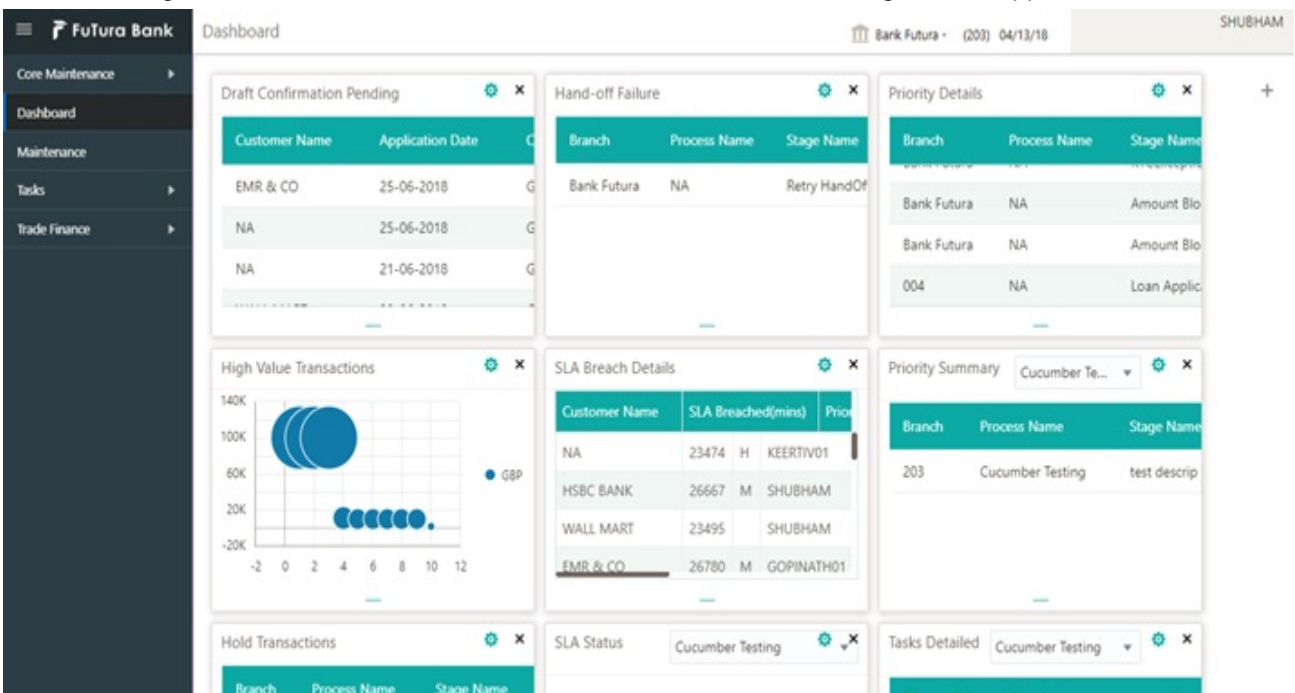 FuTura Bank
Dashboard
Bank Futura - (203) 04/13/18
SHUBHAM
Core Maintenance
Dashboard
Maintenance
Tasks
Trade Finance
Draft Confirmation Pending
Customer Name Application Date
EMR & CO 25-06-2018 G
NA 25-06-2018 G
NA 21-06-2018 G
Hand-off Failure
Branch Process Name Stage Name
Bank Futura NA Retry HandOf
Priority Details
Branch Process Name Stage Name
Bank Futura NA Amount Blo
Bank Futura NA Amount Blo
004 NA Loan Applic
High Value Transactions
140K
100K
60K
20K
-20K
-2 0 2 4 6 8 10 12
GBP
SLA Breach Details
Customer Name SLA Breached(mins) Prior
NA 23474 H KEERTIV01
HSBC BANK 26667 M SHUBHAM
WALL MART 23495 SHUBHAM
EMR & CO 26780 M GOPINATH01
Priority Summary Cucumber Te...
Branch Process Name Stage Name
203 Cucumber Testing test descrip
Hold Transactions
Branch Process Name Stage Name
SLA Status Cucumber Testing
Tasks Detailed Cucumber Testing